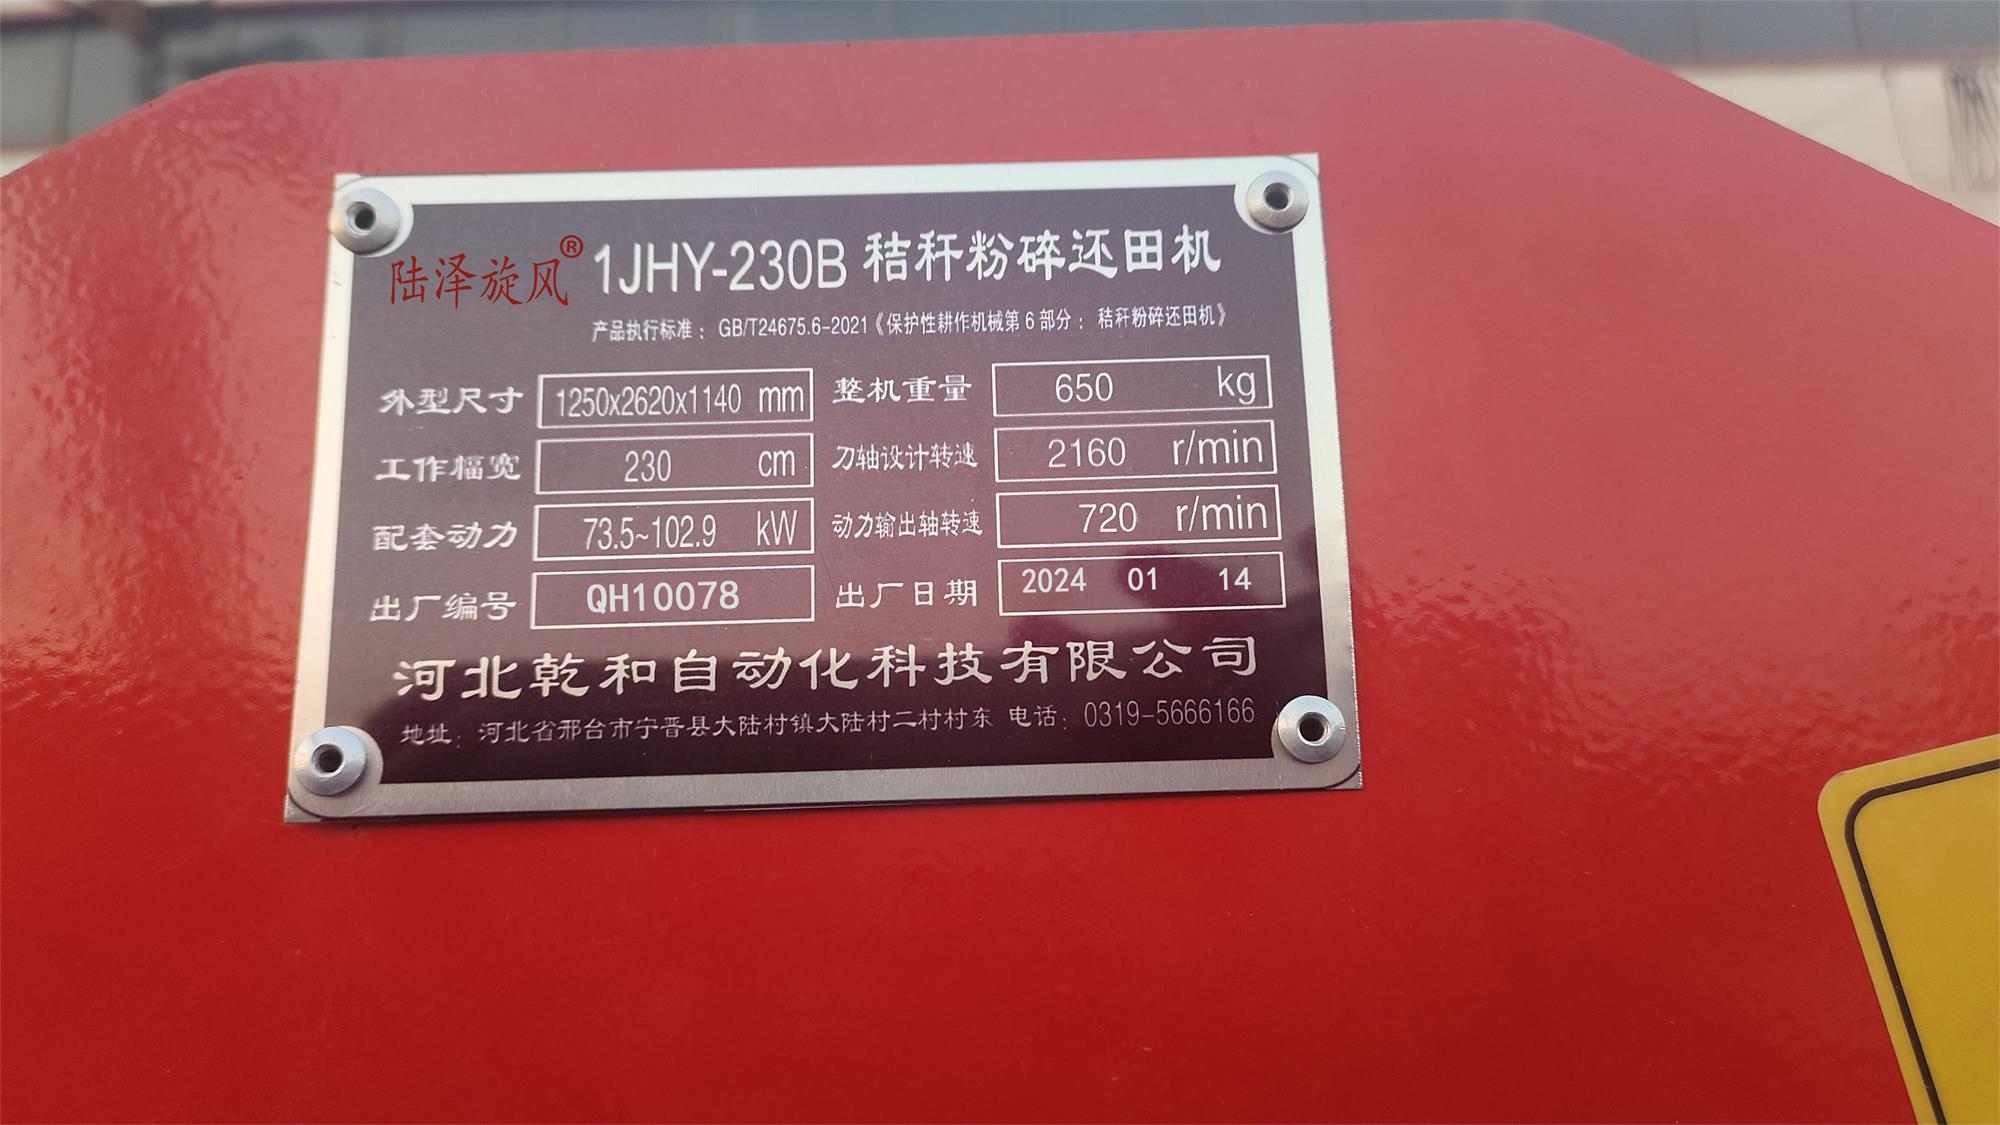 陆泽旋风® 1JHY-230B 秸秆粉碎还田机
产品执行标准：GB/T24675.6-2021《保护性耕作机械第6部分：秸秆粉碎还田机》
外型尺寸 1250x2620x1140 mm 整机重量 650 kg
工作幅宽 230 cm 刀轴设计转速 2160 r/min
配套动力 73.5~102.9 kW 动力输出轴转速 720 r/min
出厂编号 QH10078 出厂日期 2024 01 14
河北乾和自动化科技有限公司
地址：河北省邢台市宁晋县大陆村镇大陆村二村村东 电话：0319-5666166